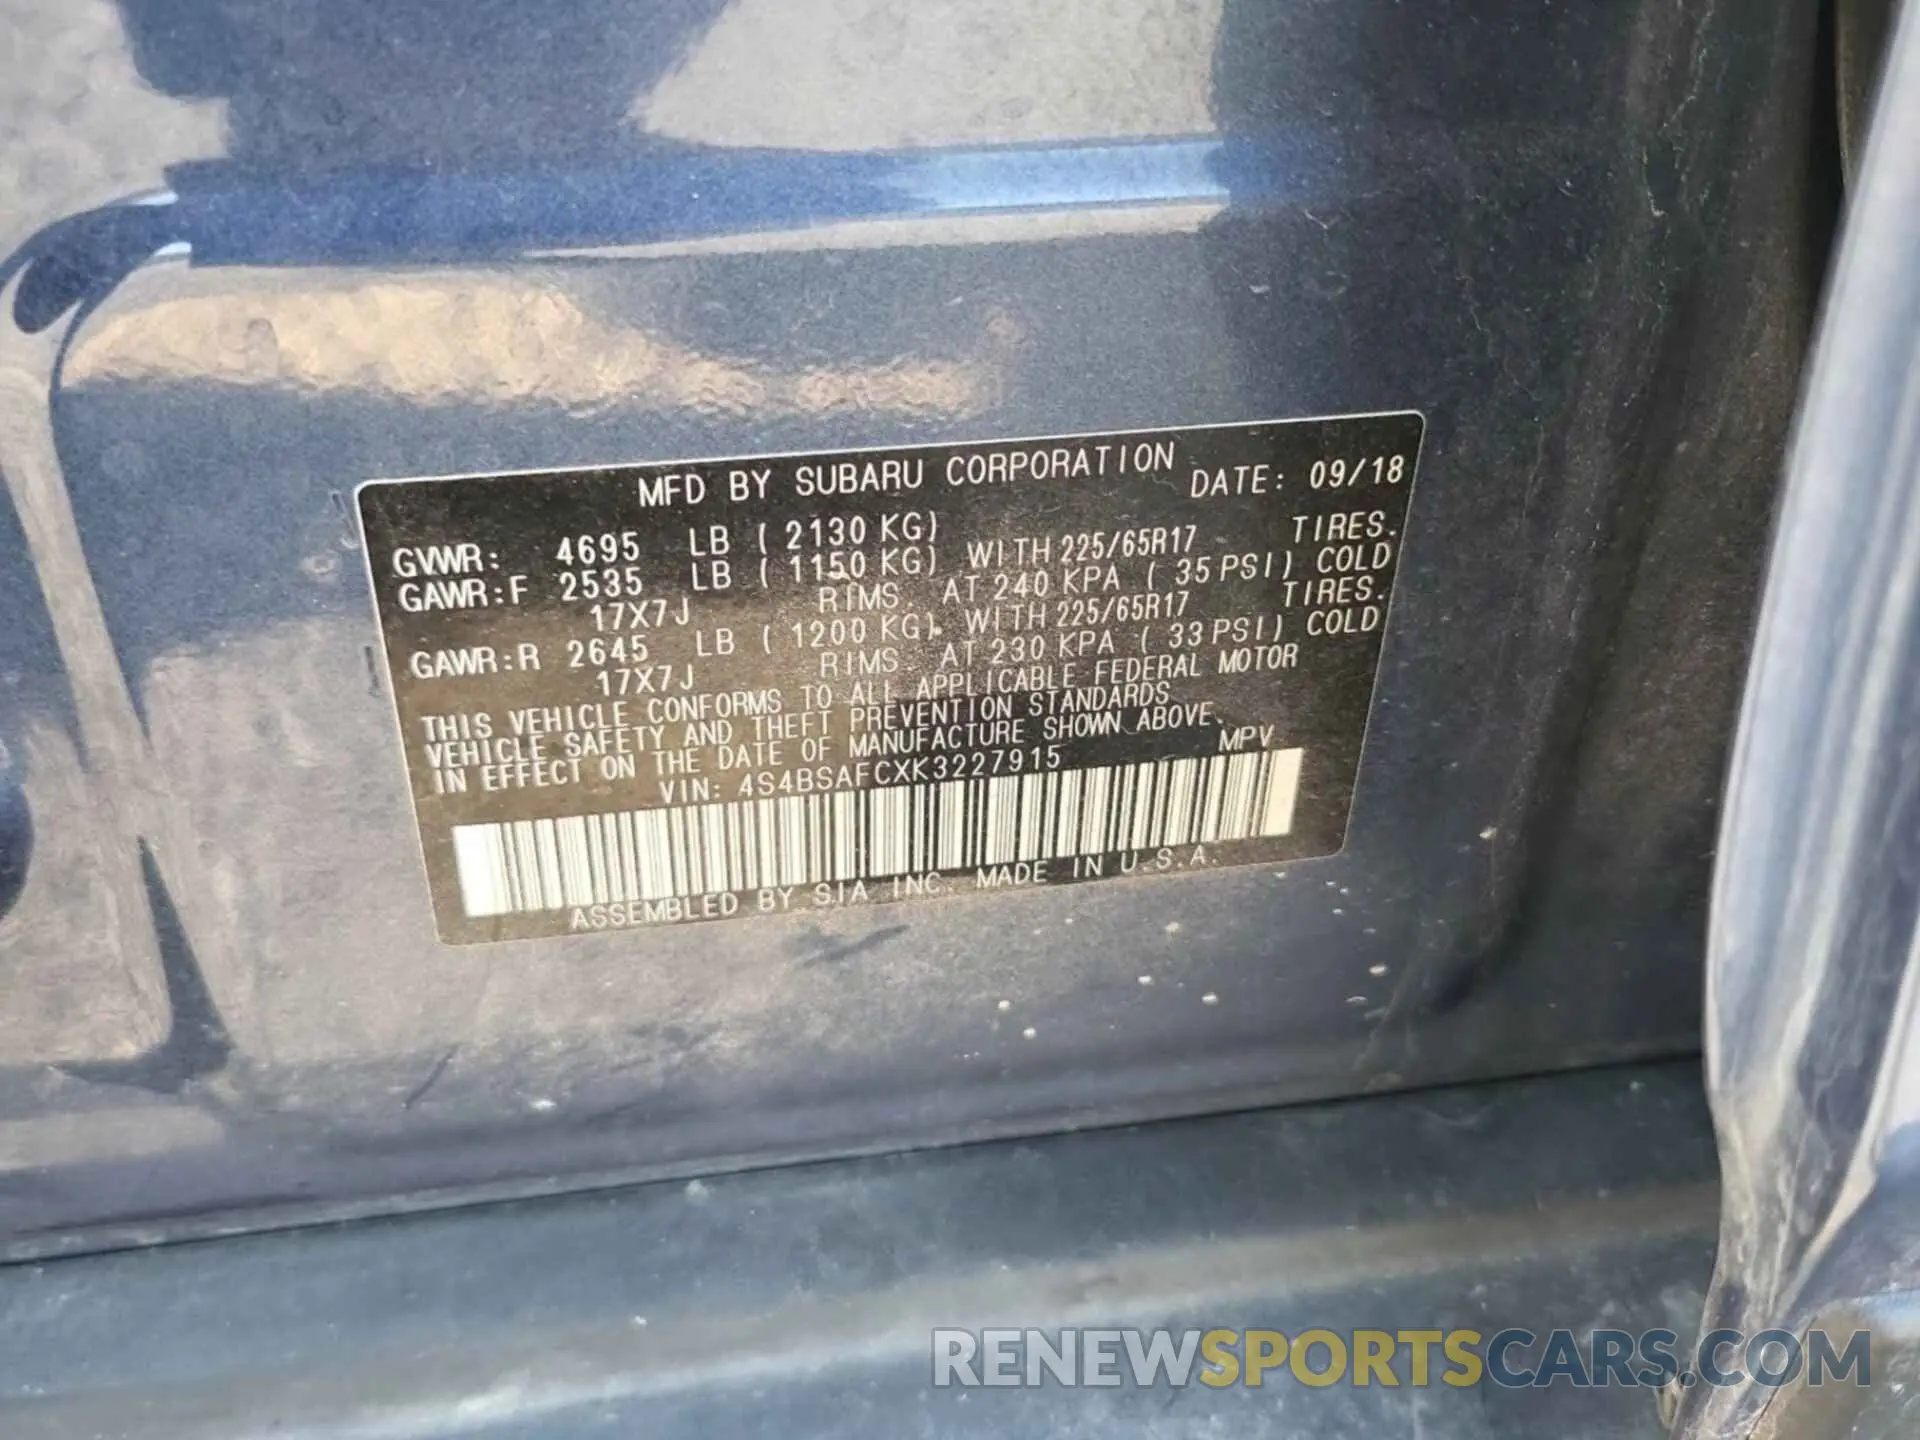 MFD BY SUBARU CORPORATION DATE: 09/18
GVWR: 4695 LB ( 2130 KG)
GAWR:F 2535 LB ( 1150 KG) WITH 225/65R17 TIRES.
17X7J RIMS. AT 240 KPA ( 35 PSI) COLD
GAWR:R 2645 LB ( 1200 KG). WITH 225/65R17 TIRES.
17X7J RIMS AT 230 KPA ( 33 PSI) COLD
THIS VEHICLE CONFORMS TO ALL APPLICABLE FEDERAL MOTOR
VEHICLE SAFETY AND THEFT PREVENTION STANDARDS
IN EFFECT ON THE DATE OF MANUFACTURE SHOWN ABOVE.
VIN: 4S4BSAFCXK3227915 MPV
ASSEMBLED BY SIA INC. MADE IN U.S.A.
RENEWSPORTSCARS.COM